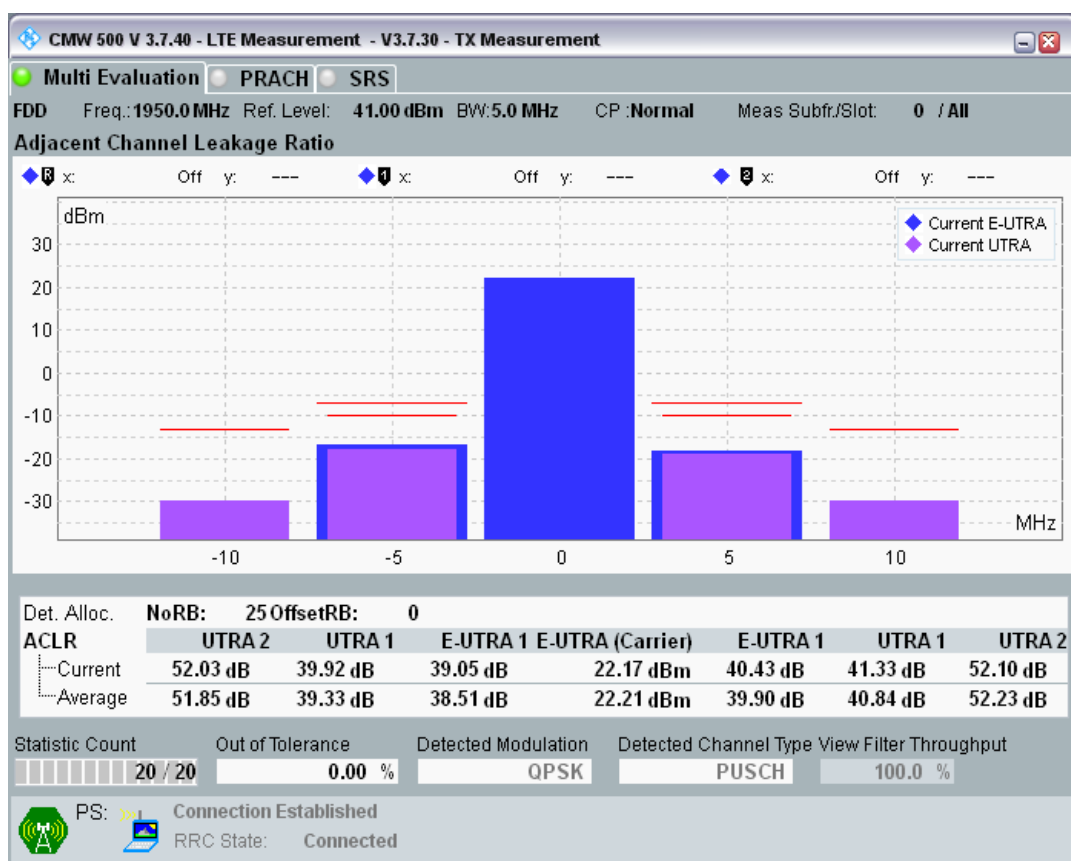 CMW 500 V 3.7.40 - LTE Measurement - V3.7.30 - TX Measurement
Multi Evaluation PRACH SRS
FDD Freq.: 1950.0 MHz Ref. Level: 41.00 dBm BW: 5.0 MHz CP : Normal Meas Subfr./Slot: 0 / All
Adjacent Channel Leakage Ratio
R x: Off y: --- 1 x: Off y: --- 2 x: Off y: ---
dBm
Current E-UTRA
Current UTRA
30
20
10
0
-10
-20
-30
MHz
-10 -5 0 5 10
Det. Alloc. NoRB: 25 OffsetRB: 0
ACLR UTRA 2 UTRA 1 E-UTRA 1 E-UTRA (Carrier) E-UTRA 1 UTRA 1 UTRA 2
Current 52.03 dB 39.92 dB 39.05 dB 22.17 dBm 40.43 dB 41.33 dB 52.10 dB
Average 51.85 dB 39.33 dB 38.51 dB 22.21 dBm 39.90 dB 40.84 dB 52.23 dB
Statistic Count Out of Tolerance Detected Modulation Detected Channel Type View Filter Throughput
20 / 20 0.00 % QPSK PUSCH 100.0 %
PS: Connection Established
RRC State: Connected